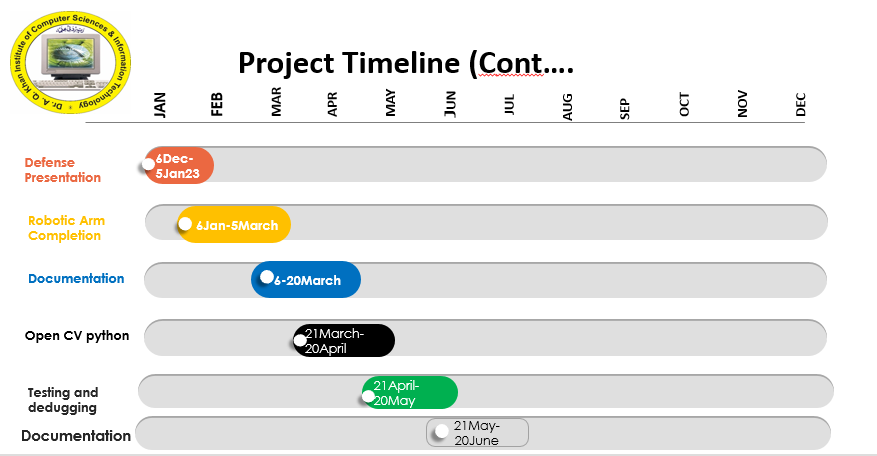 Dr. A. Q. Khan Institute of Computer Sciences & Information Technology
Project Timeline (Cont....
JAN FEB MAR APR MAY JUN JUL AUG SEP OCT NOV DEC
Defense
Presentation
6Dec-
5Jan23
Robotic Arm
Completion
6Jan-5March
Documentation
6-20March
Open CV python
21March-
20April
Testing and
dedugging
21April-
20May
Documentation
21May-
20June